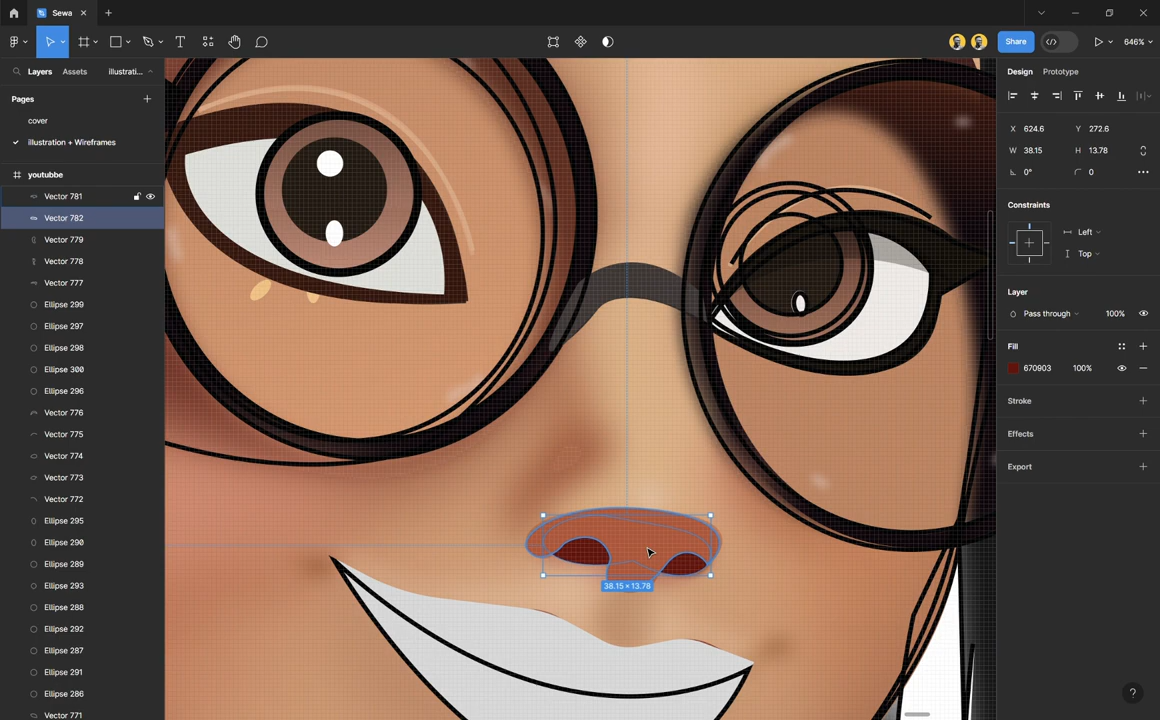 Sewa
Share
646%
Layers
Assets
illustrati...
Pages
cover
illustration + Wireframes
youtubbe
Vector 781
Vector 782
Vector 779
Vector 778
Vector 777
Ellipse 299
Ellipse 297
Ellipse 298
Ellipse 300
Ellipse 296
Vector 776
Vector 775
Vector 774
Vector 773
Vector 772
Ellipse 295
Ellipse 290
Ellipse 289
Ellipse 293
Ellipse 288
Ellipse 292
Ellipse 287
Ellipse 291
Ellipse 286
Vector 771
38.15 × 13.78
Design
Prototype
X 624.6 Y 272.6
W 38.15 H 13.78
0° 0
Constraints
Left
Top
Layer
Pass through 100%
Fill
670903 100%
Stroke
Effects
Export
?